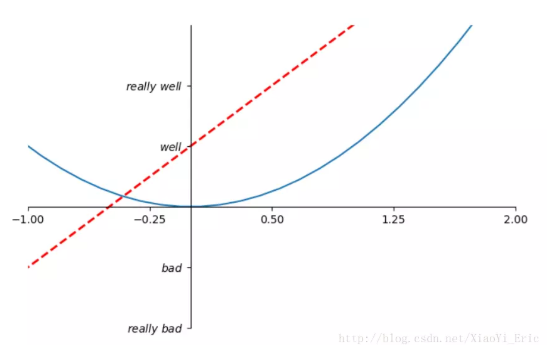 really well
well
−1.00 −0.25 0.50 1.25 2.00
bad
really bad
http://blog.csdn.net/XiaoYi_Eric